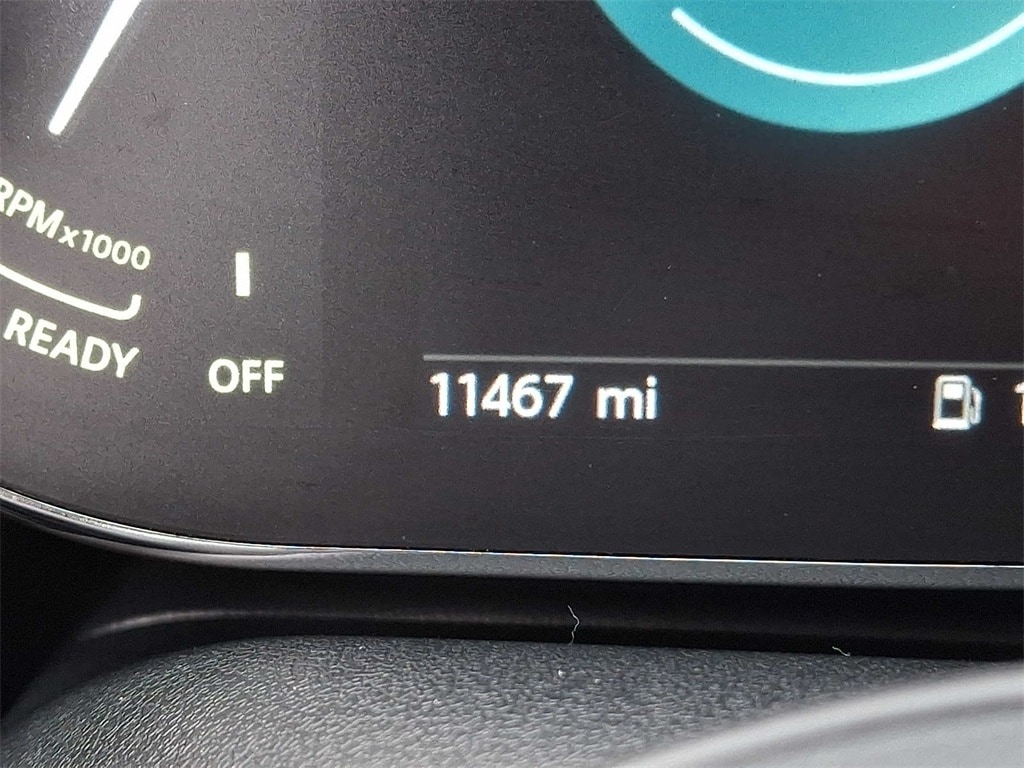 RPMx1000
READY
OFF
11467 mi